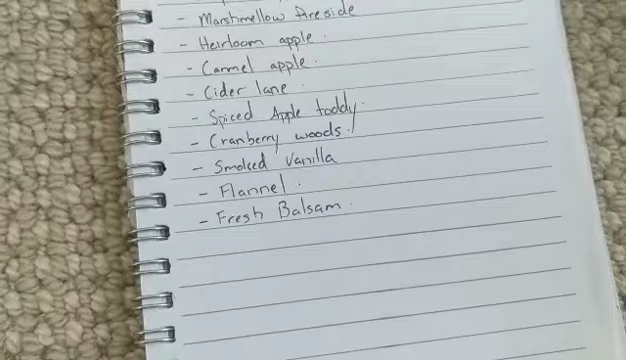 - Marshmellow fireside
- Heirloom apple.
- Carmel apple.
- Cider lane.
- Spiced Apple toddy.
- Cranberry woods.
- Smoked Vanilla
- Flannel.
- Fresh Balsam.